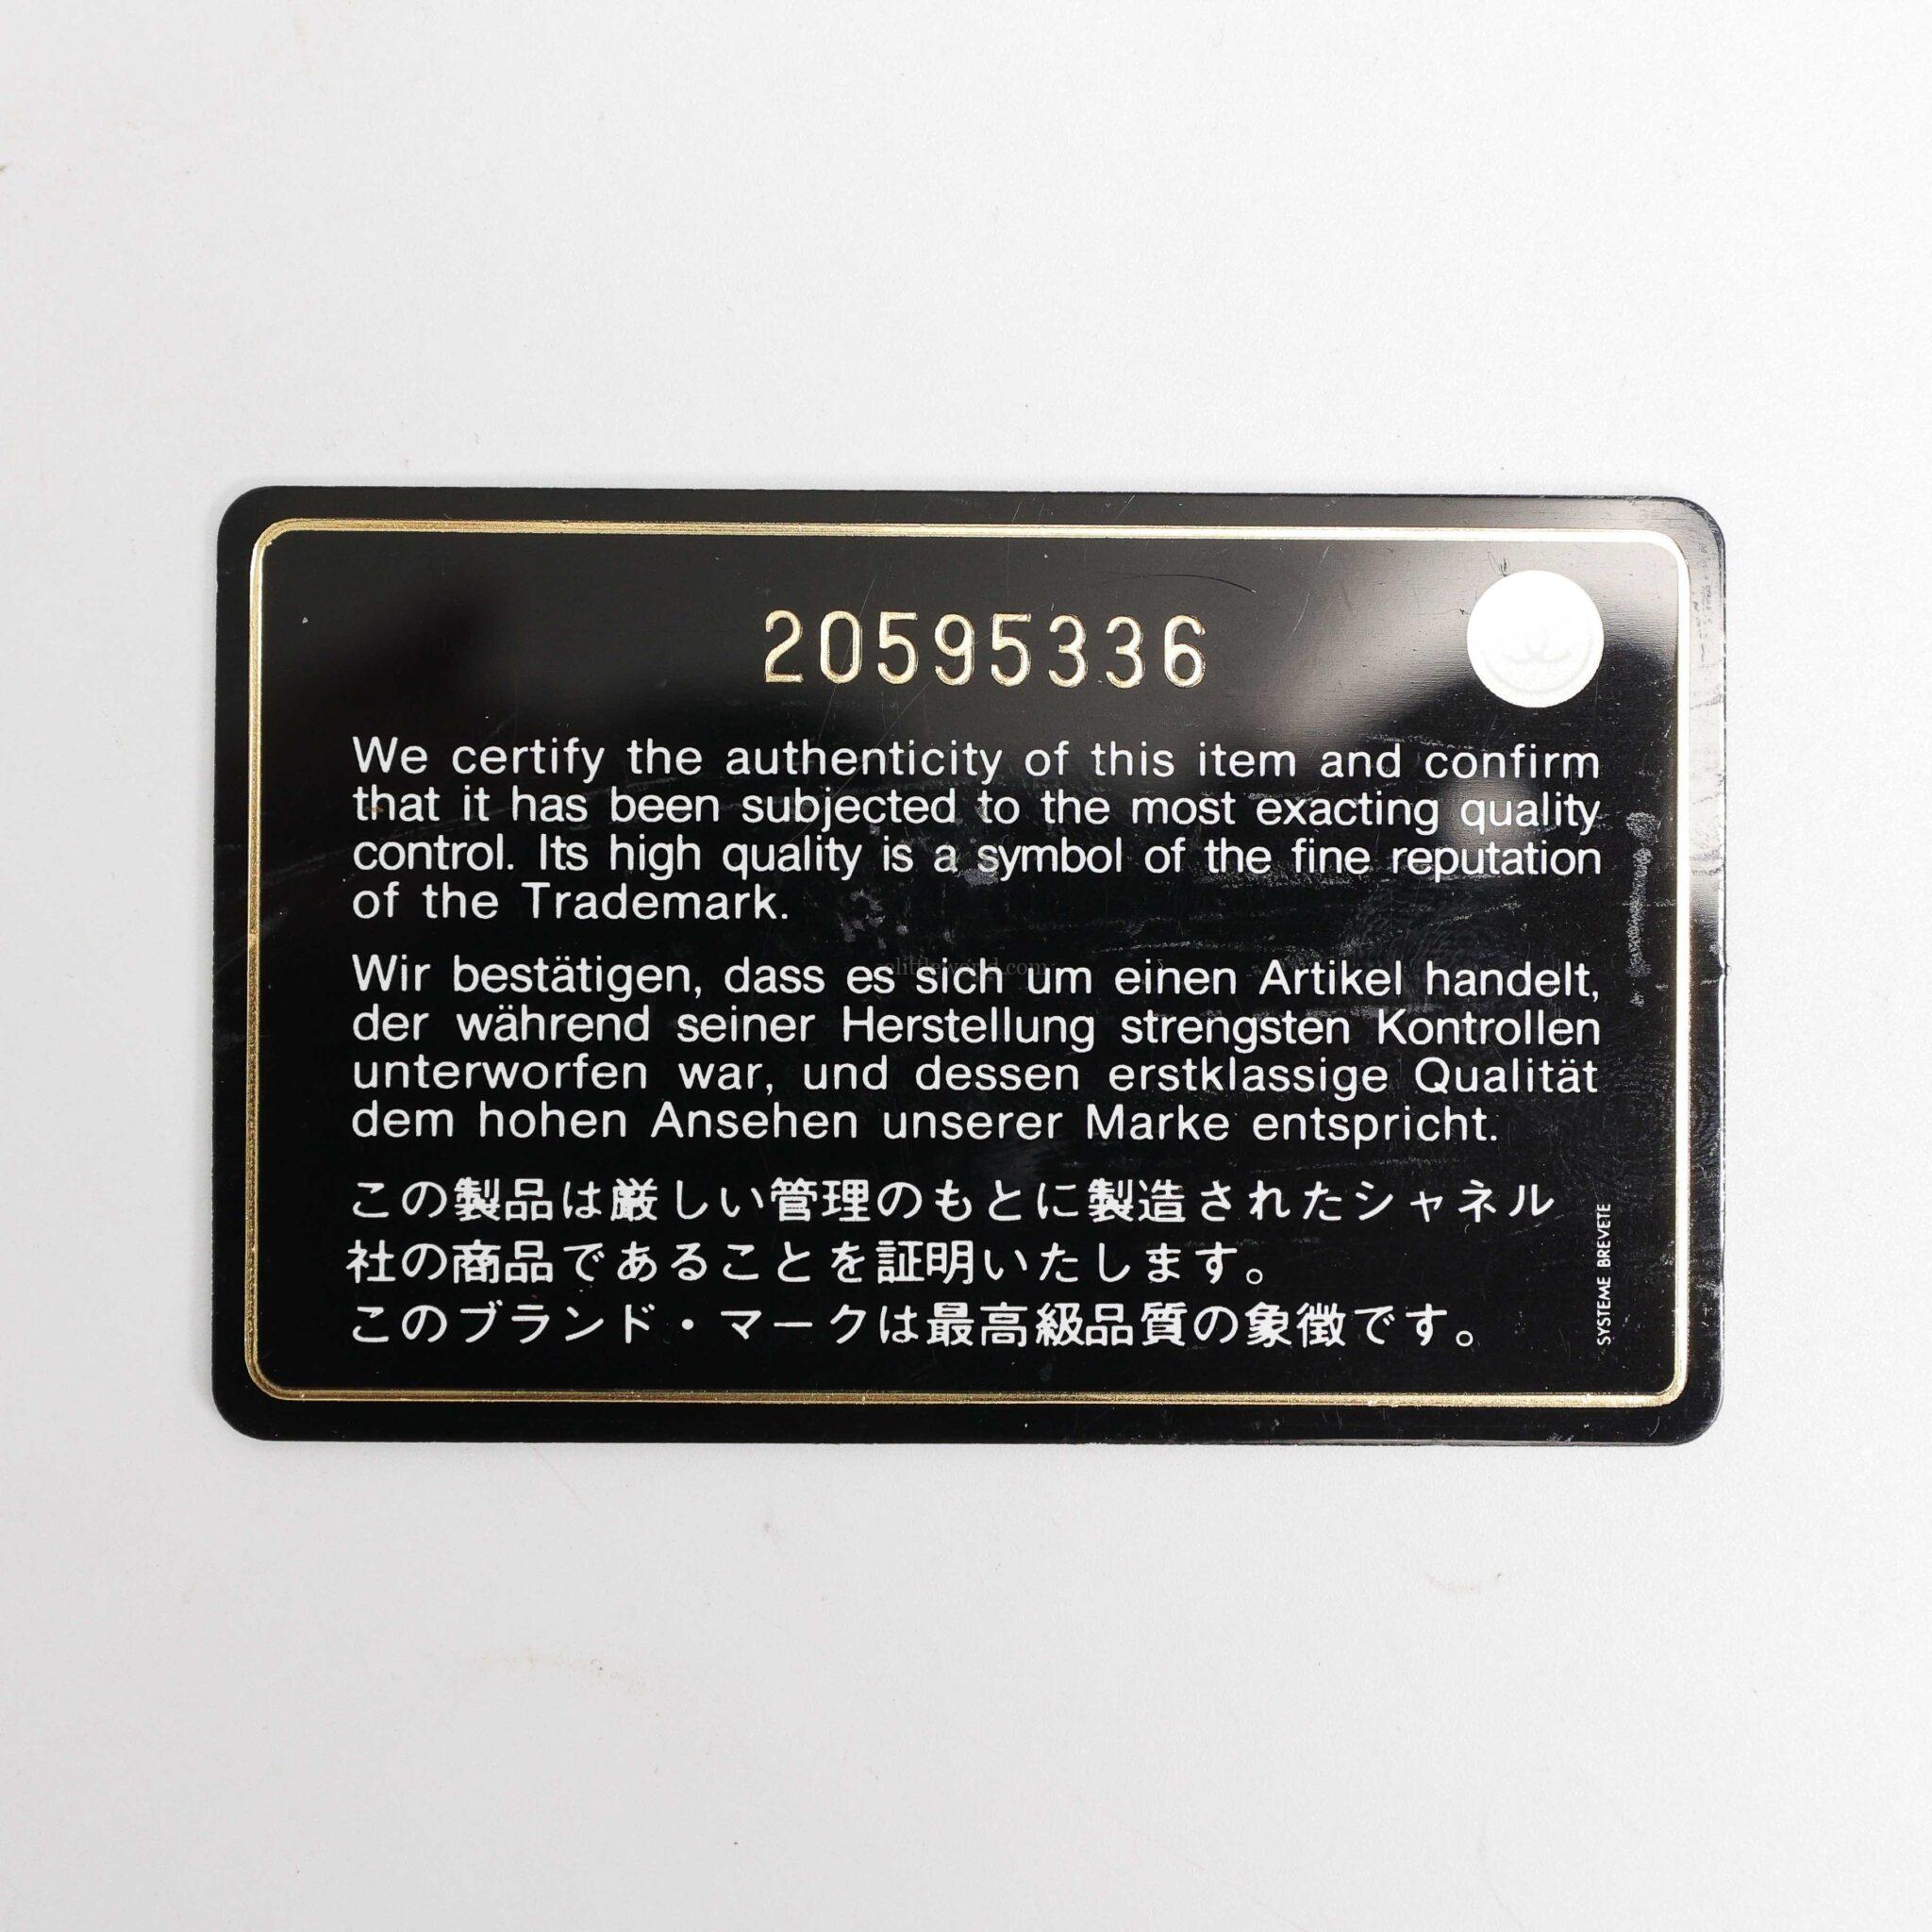 20595336
We certify the authenticity of this item and confirm
that it has been subjected to the most exacting quality
control. Its high quality is a symbol of the fine reputation
of the Trademark.
Wir bestätigen, dass es sich um einen Artikel handelt,
der während seiner Herstellung strengsten Kontrollen
unterworfen war, und dessen erstklassige Qualität
dem hohen Ansehen unserer Marke entspricht.
この製品は厳しい管理のもとに製造されたシャネル
社の商品であることを証明いたします。
このブランド・マークは最高級品質の象徴です。
SYSTEME BREVETE